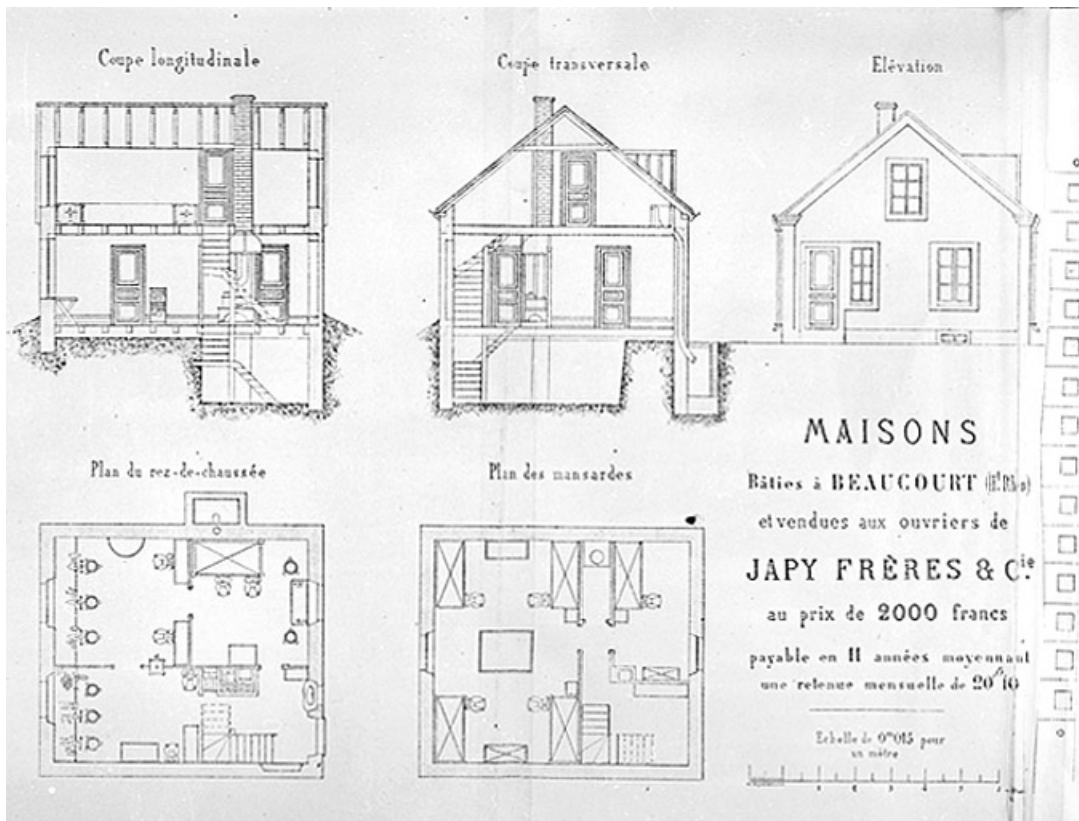 Coupe longitudinale
Coupe transversale
Elévation
Plan du rez-de-chaussée
Plan des mansardes
MAISONS
Bâties à BEAUCOURT
et vendues aux ouvriers de
JAPY FRÈRES & Cie.
au prix de 2000 francs
payable en 11 années moyennant
une retenue mensuelle de 20f10
Echelle de 0m015 pour
un mètre